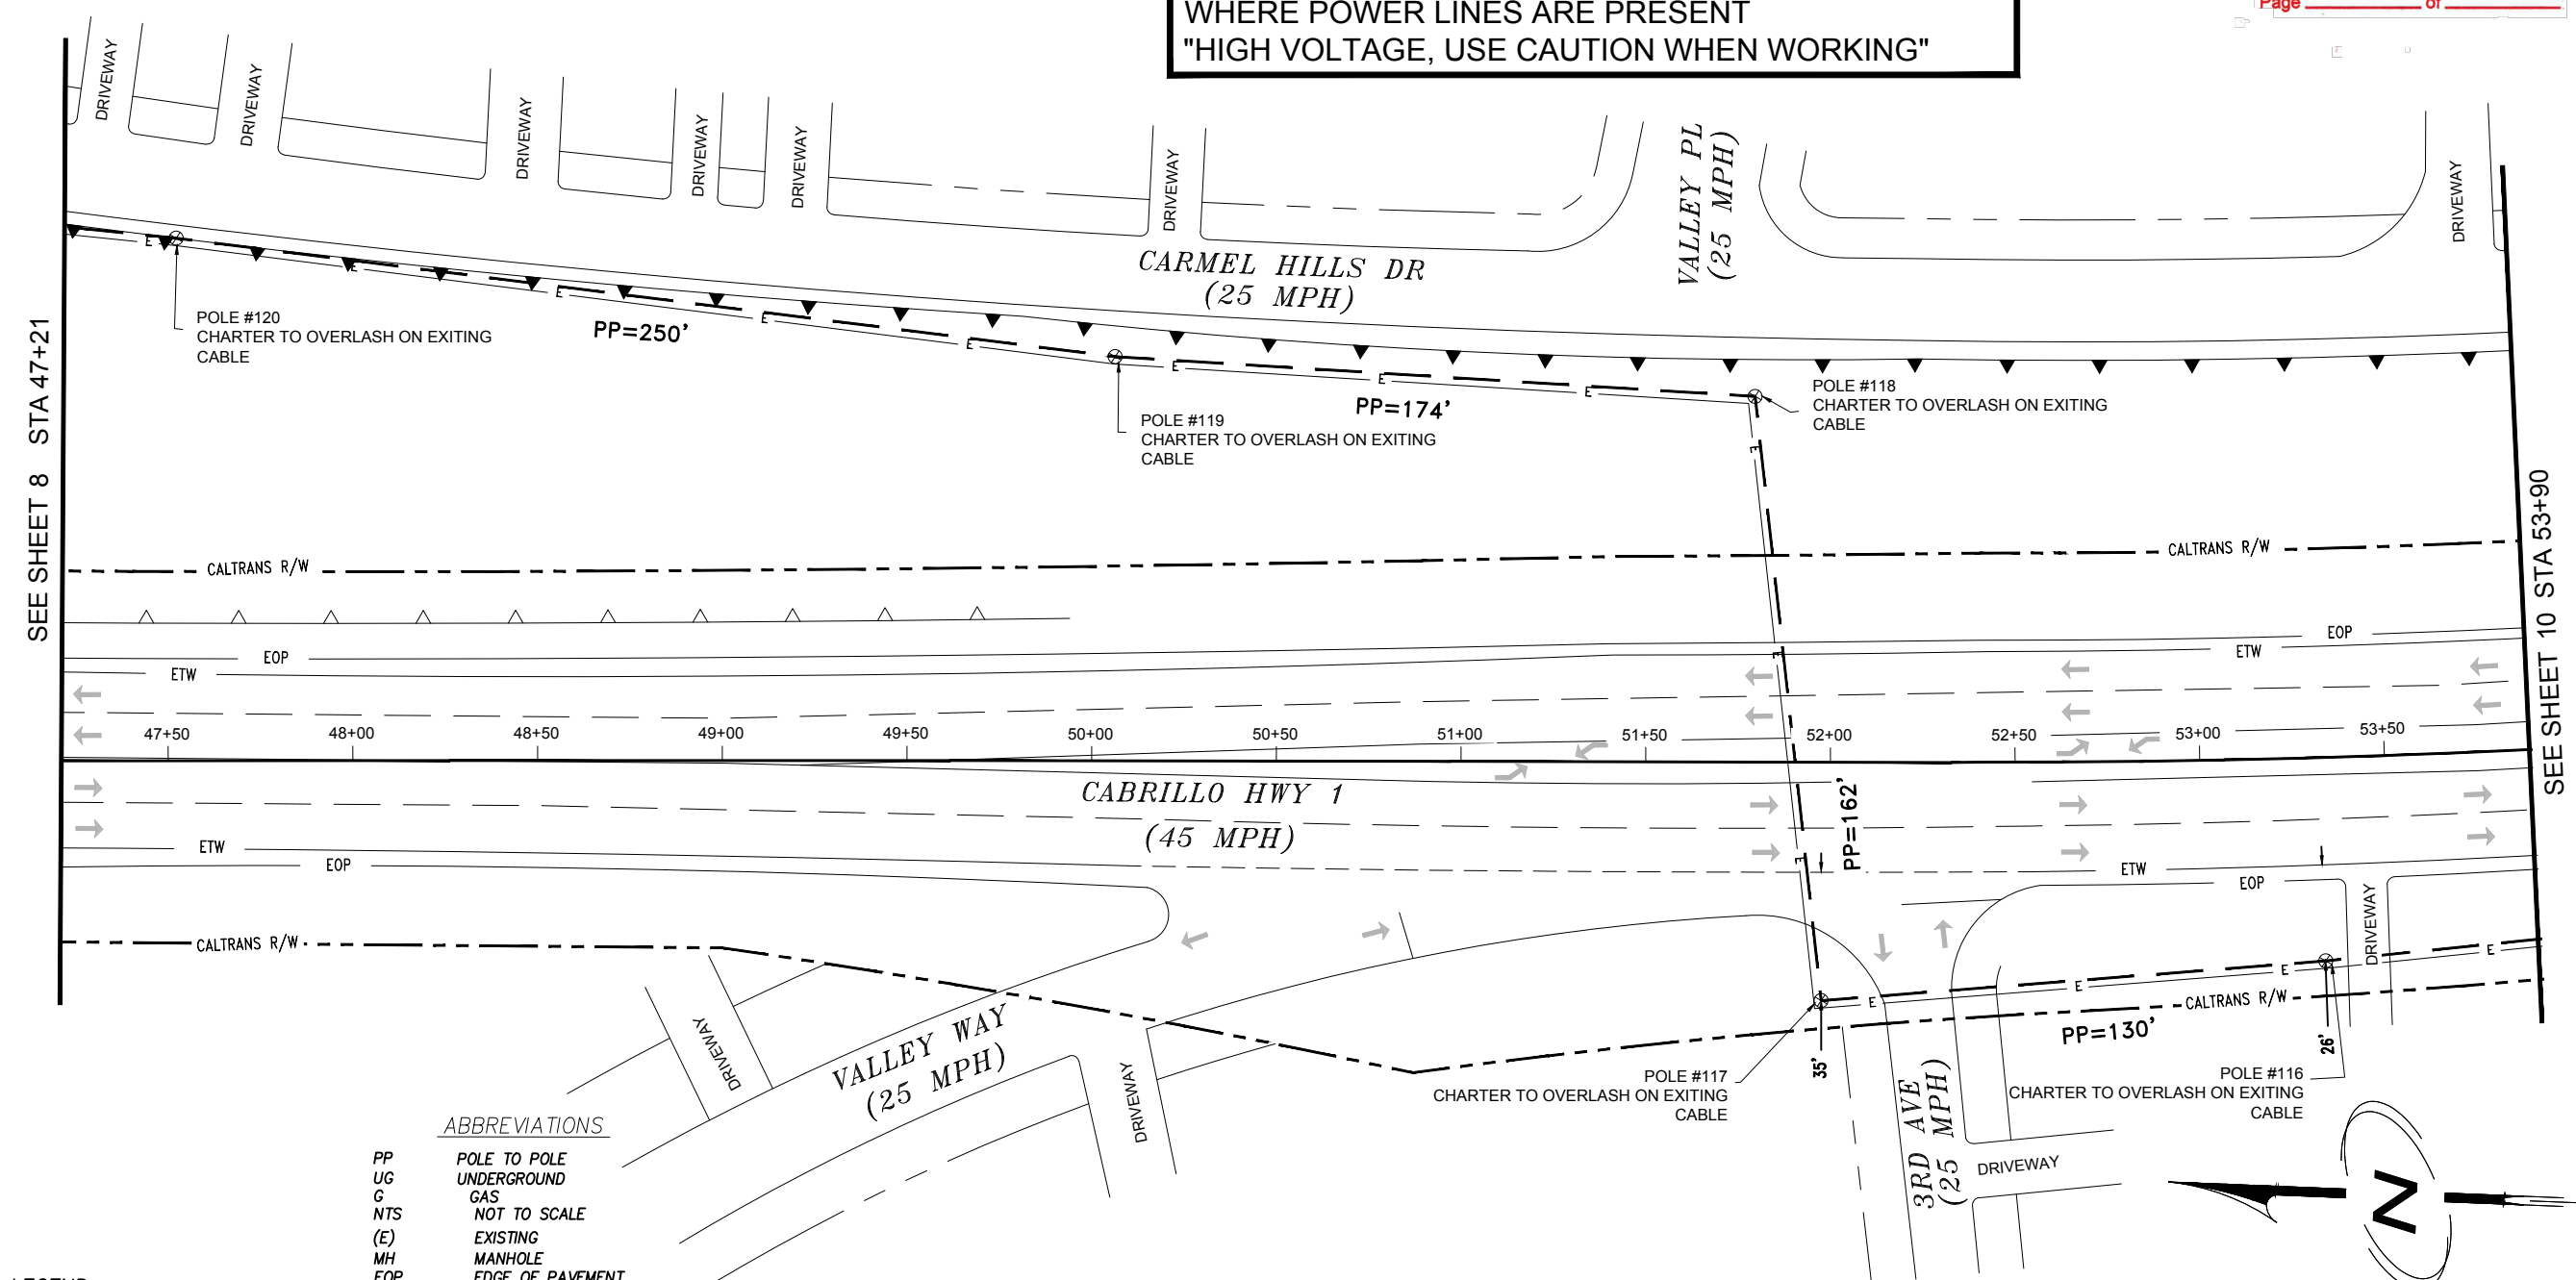 WHERE POWER LINES ARE PRESENT
"HIGH VOLTAGE, USE CAUTION WHEN WORKING"
Page of
DRIVEWAY
DRIVEWAY
DRIVEWAY
DRIVEWAY
DRIVEWAY
DRIVEWAY
VALLEY PL
(25 MPH)
DRIVEWAY
CARMEL HILLS DR
(25 MPH)
E
E
E
E
E
E
E
E
POLE #120
CHARTER TO OVERLASH ON EXITING
CABLE
PP=250'
PP=174'
POLE #119
CHARTER TO OVERLASH ON EXITING
CABLE
POLE #118
CHARTER TO OVERLASH ON EXITING
CABLE
E
SEE SHEET 8 STA 47+21
SEE SHEET 10 STA 53+90
CALTRANS R/W
CALTRANS R/W
EOP
ETW
EOP
ETW
E
47+50
48+00
48+50
49+00
49+50
50+00
50+50
51+00
51+50
52+00
52+50
53+00
53+50
CABRILLO HWY 1
(45 MPH)
PP=162'
E
ETW
EOP
ETW
EOP
CALTRANS R/W
DRIVEWAY
E
E
E
E
CALTRANS R/W
PP=130'
35'
26'
DRIVEWAY
VALLEY WAY
(25 MPH)
DRIVEWAY
POLE #117
CHARTER TO OVERLASH ON EXITING
CABLE
3RD AVE
(25 MPH)
POLE #116
CHARTER TO OVERLASH ON EXITING
CABLE
DRIVEWAY
N
ABBREVIATIONS
PP POLE TO POLE
UG UNDERGROUND
G GAS
NTS NOT TO SCALE
(E) EXISTING
MH MANHOLE
EOP EDGE OF PAVEMENT
LEGEND